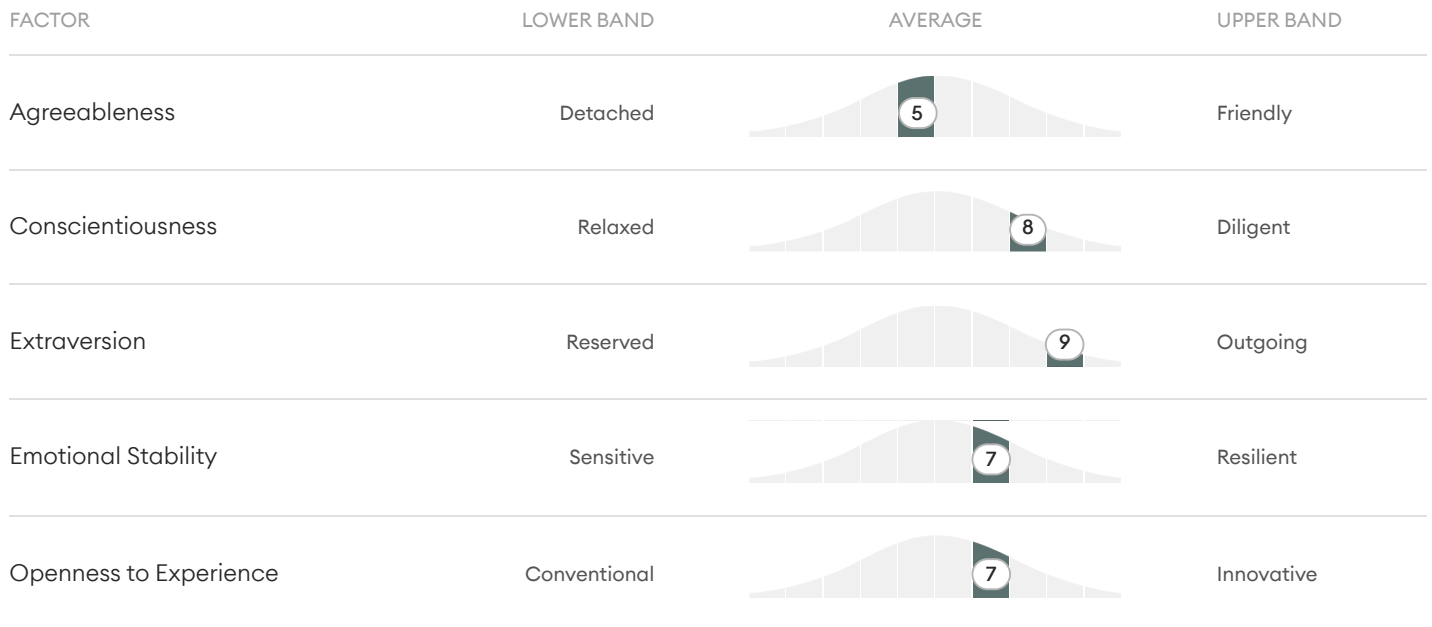 FACTOR LOWER BAND AVERAGE UPPER BAND
Agreeableness Detached 5 Friendly
Conscientiousness Relaxed 8 Diligent
Extraversion Reserved 9 Outgoing
Emotional Stability Sensitive 7 Resilient
Openness to Experience Conventional 7 Innovative